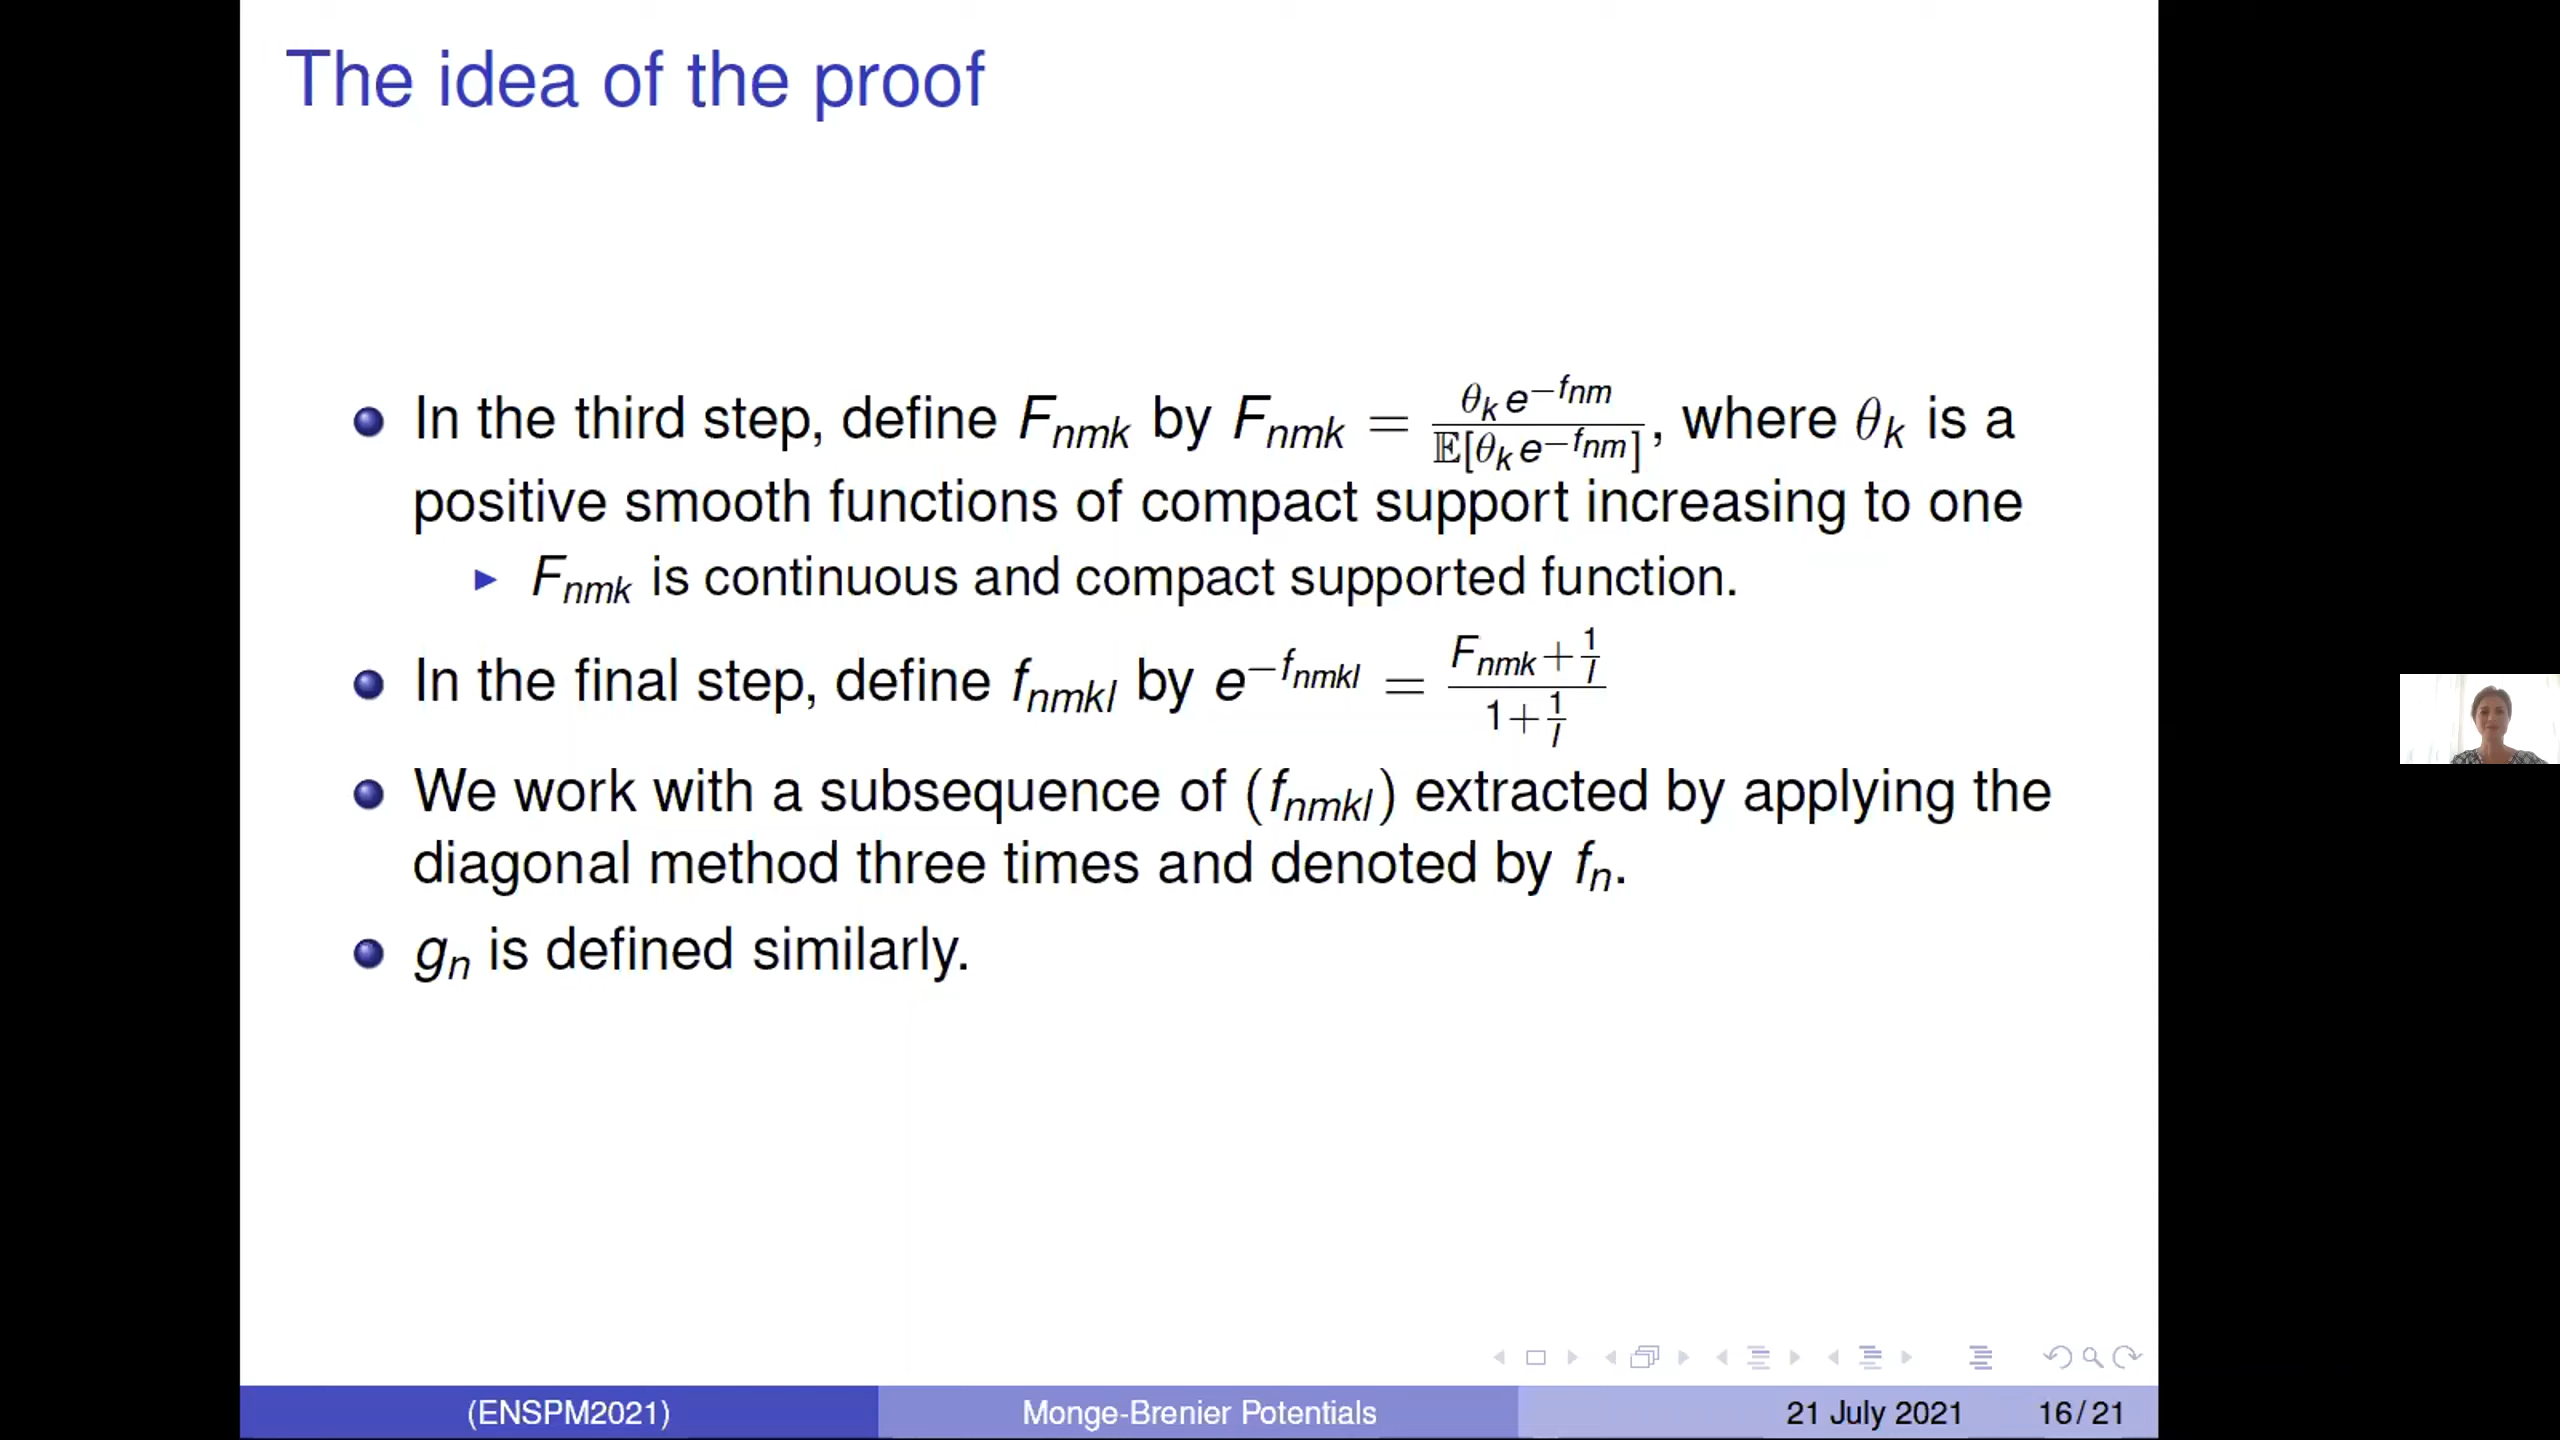 The idea of the proof
In the third step, define F_{nmk} by F_{nmk} = \frac{θ_k e^{-f_{nm}}}{𝔼[θ_k e^{-f_{nm}}]}, where θ_k is a
positive smooth functions of compact support increasing to one
F_{nmk} is continuous and compact supported function.
In the final step, define f_{nmkl} by e^{-f_{nmkl}} = \frac{F_{nmk}+\frac{1}{l}}{1+\frac{1}{l}}
We work with a subsequence of (f_{nmkl}) extracted by applying the
diagonal method three times and denoted by f_n.
g_n is defined similarly.
(ENSPM2021) Monge-Brenier Potentials 21 July 2021 16 / 21